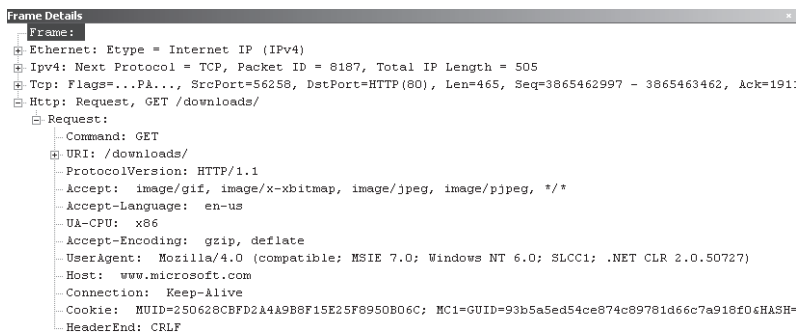 Frame Details
Frame:
Ethernet: Etype = Internet IP (IPv4)
Ipv4: Next Protocol = TCP, Packet ID = 8187, Total IP Length = 505
Tcp: Flags=...PA..., SrcPort=56258, DstPort=HTTP(80), Len=465, Seq=3865462997 - 3865463462, Ack=1911
Http: Request, GET /downloads/
Request:
Command: GET
URI: /downloads/
ProtocolVersion: HTTP/1.1
Accept: image/gif, image/x-xbitmap, image/jpeg, image/pjpeg, */*
Accept-Language: en-us
UA-CPU: x86
Accept-Encoding: gzip, deflate
UserAgent: Mozilla/4.0 (compatible; MSIE 7.0; Windows NT 6.0; SLCC1; .NET CLR 2.0.50727)
Host: www.microsoft.com
Connection: Keep-Alive
Cookie: MUID=250628CBFD2A4A9B8F15E25F8950B06C; MC1=GUID=93b5a5ed54ce874c89781d66c7a918f0&HASH=
HeaderEnd: CRLF